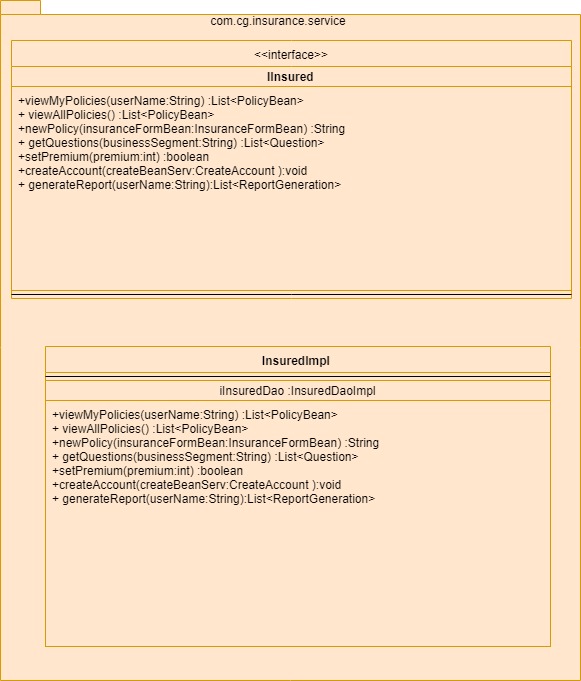 com.cg.insurance.service
<<interface>>
IInsured
+viewMyPolicies(userName:String) :List<PolicyBean>
+ viewAllPolicies() :List<PolicyBean>
+newPolicy(insuranceFormBean:InsuranceFormBean) :String
+ getQuestions(businessSegment:String) :List<Question>
+setPremium(premium:int) :boolean
+createAccount(createBeanServ:CreateAccount ):void
+ generateReport(userName:String):List<ReportGeneration>
InsuredImpl
iInsuredDao :InsuredDaoImpl
+viewMyPolicies(userName:String) :List<PolicyBean>
+ viewAllPolicies() :List<PolicyBean>
+newPolicy(insuranceFormBean:InsuranceFormBean) :String
+ getQuestions(businessSegment:String) :List<Question>
+setPremium(premium:int) :boolean
+createAccount(createBeanServ:CreateAccount ):void
+ generateReport(userName:String):List<ReportGeneration>